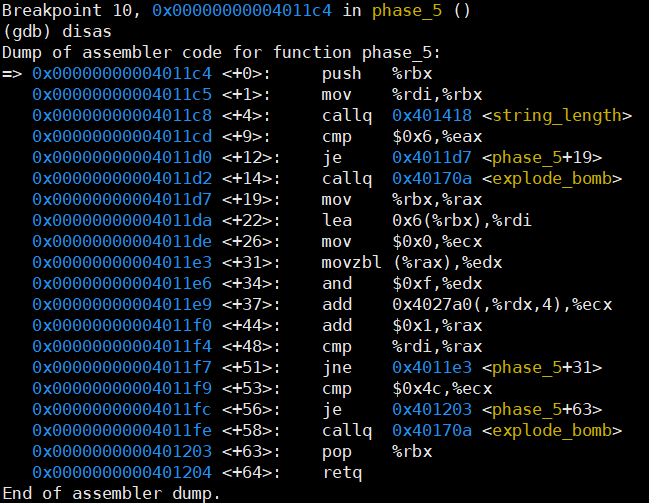 Breakpoint 10, 0x00000000004011c4 in phase_5 ()
(gdb) disas
Dump of assembler code for function phase_5:
=> 0x00000000004011c4 <+0>:	push   %rbx
   0x00000000004011c5 <+1>:	mov    %rdi,%rbx
   0x00000000004011c8 <+4>:	callq  0x401418 <string_length>
   0x00000000004011cd <+9>:	cmp    $0x6,%eax
   0x00000000004011d0 <+12>:	je     0x4011d7 <phase_5+19>
   0x00000000004011d2 <+14>:	callq  0x40170a <explode_bomb>
   0x00000000004011d7 <+19>:	mov    %rbx,%rax
   0x00000000004011da <+22>:	lea    0x6(%rbx),%rdi
   0x00000000004011de <+26>:	mov    $0x0,%ecx
   0x00000000004011e3 <+31>:	movzbl (%rax),%edx
   0x00000000004011e6 <+34>:	and    $0xf,%edx
   0x00000000004011e9 <+37>:	add    0x4027a0(,%rdx,4),%ecx
   0x00000000004011f0 <+44>:	add    $0x1,%rax
   0x00000000004011f4 <+48>:	cmp    %rdi,%rax
   0x00000000004011f7 <+51>:	jne    0x4011e3 <phase_5+31>
   0x00000000004011f9 <+53>:	cmp    $0x4c,%ecx
   0x00000000004011fc <+56>:	je     0x401203 <phase_5+63>
   0x00000000004011fe <+58>:	callq  0x40170a <explode_bomb>
   0x0000000000401203 <+63>:	pop    %rbx
   0x0000000000401204 <+64>:	retq
End of assembler dump.